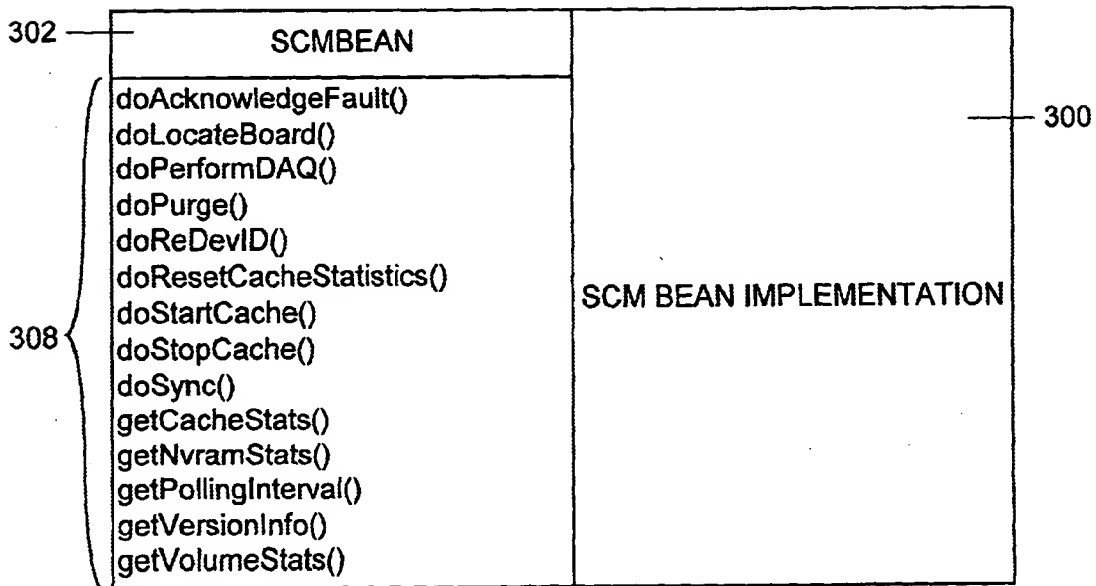 302
SCMBEAN
doAcknowledgeFault()
doLocateBoard()
doPerformDAQ()
doPurge()
doReDevID()
doResetCacheStatistics()
doStartCache()
doStopCache()
doSync()
getCacheStats()
getNvramStats()
getPollingInterval()
getVersionInfo()
getVolumeStats()
308
SCM BEAN IMPLEMENTATION
300